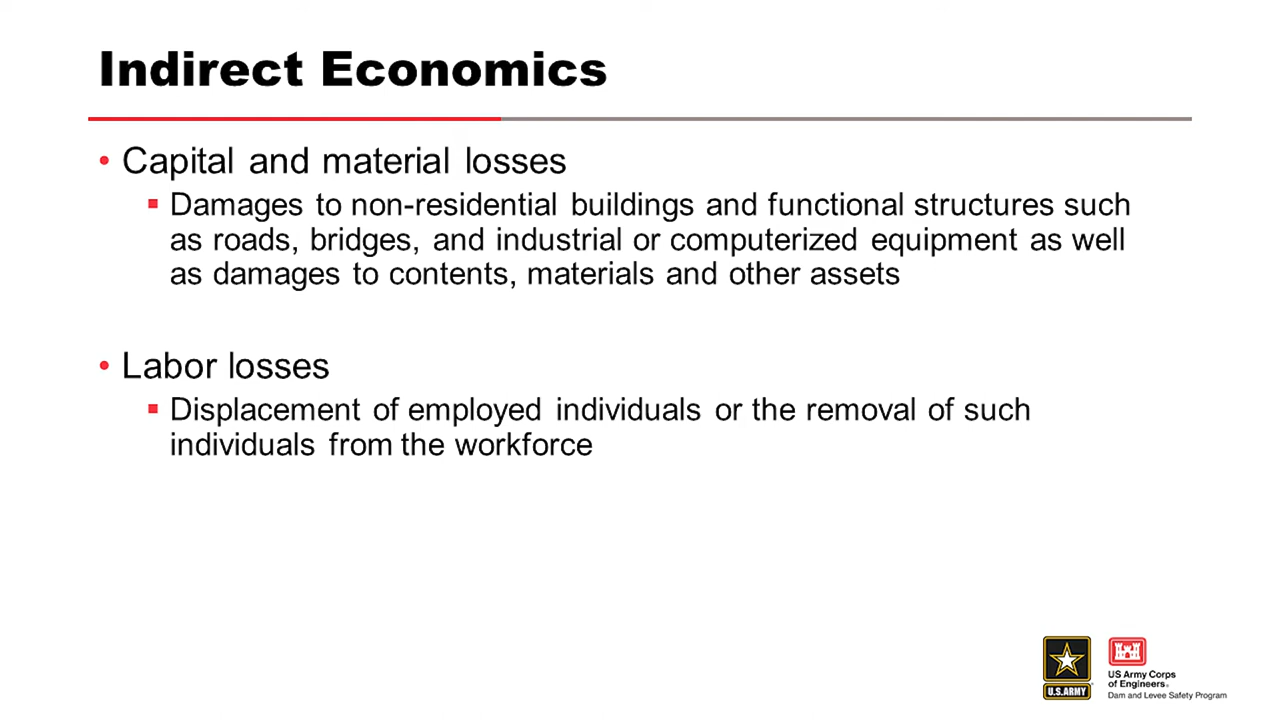 Indirect Economics
• Capital and material losses
▪ Damages to non-residential buildings and functional structures such
as roads, bridges, and industrial or computerized equipment as well
as damages to contents, materials and other assets
• Labor losses
▪ Displacement of employed individuals or the removal of such
individuals from the workforce
U.S.ARMY
US Army Corps
of Engineers®
Dam and Levee Safety Program